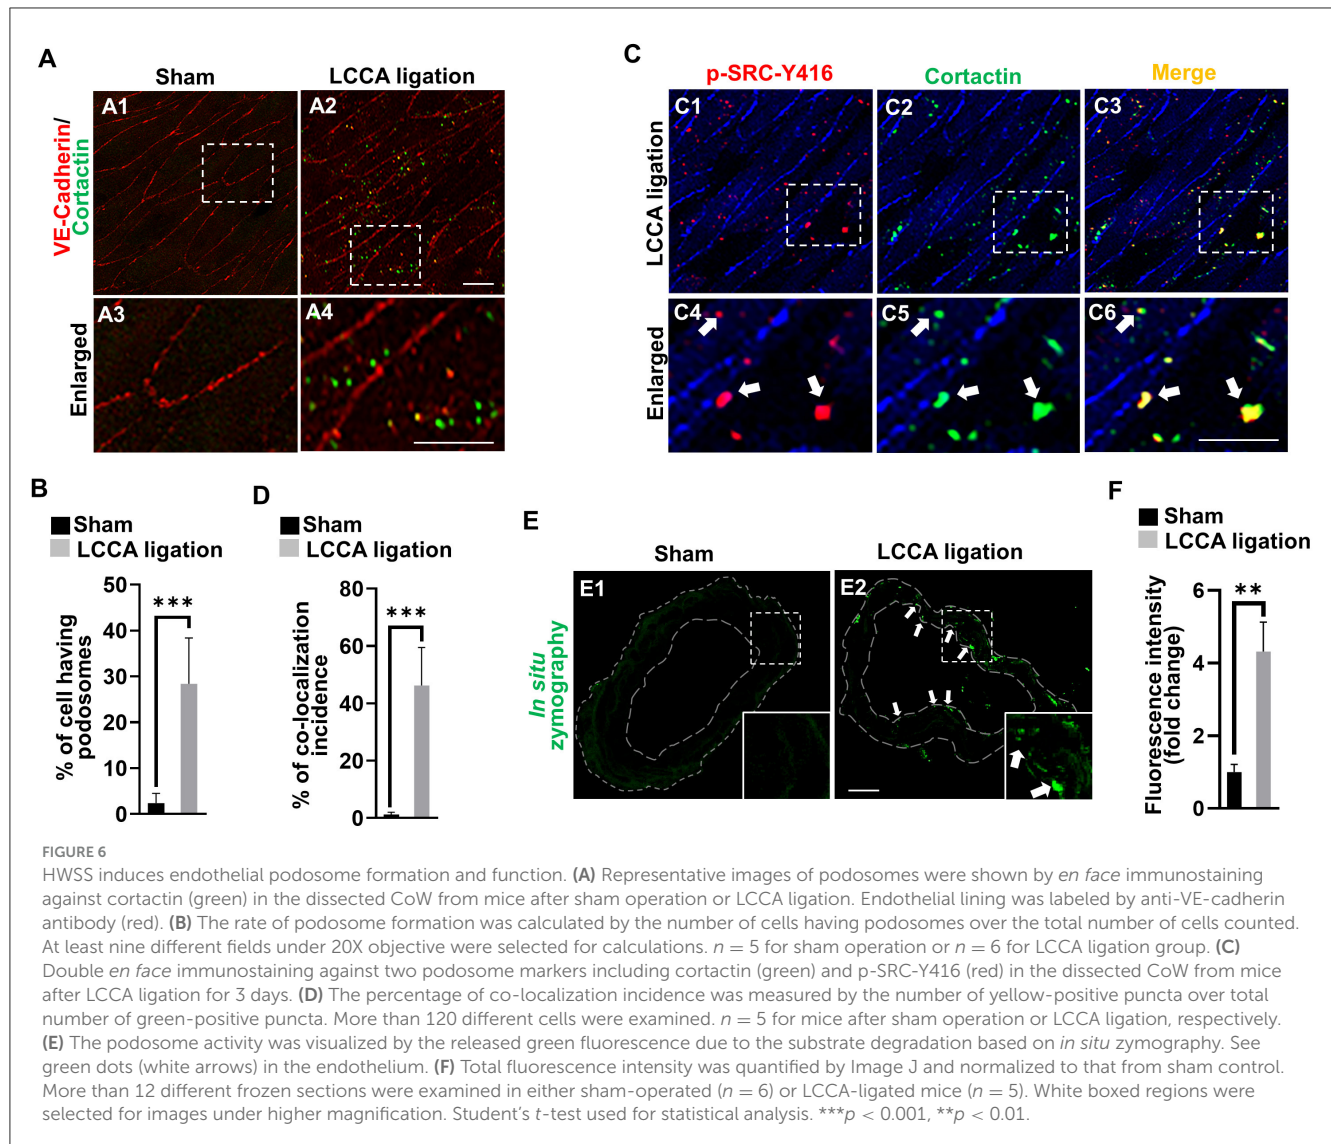 A
Sham
LCCA ligation
VE-Cadherin/
Cortactin
A1
A2
Enlarged
A3
A4
C
p-SRC-Y416
Cortactin
Merge
LCCA ligation
C1
C2
C3
Enlarged
C4
C5
C6
B
Sham
LCCA ligation
% of cell having
podosomes
50
40
30
20
10
0
***
D
Sham
LCCA ligation
% of co-localization
incidence
80
60
40
20
0
***
E
Sham
LCCA ligation
In situ
zymography
E1
E2
F
Sham
LCCA ligation
Fluorescence intensity
(fold change)
6
4
2
0
**
FIGURE 6
HWSS induces endothelial podosome formation and function. (A) Representative images of podosomes were shown by en face immunostaining
against cortactin (green) in the dissected CoW from mice after sham operation or LCCA ligation. Endothelial lining was labeled by anti-VE-cadherin
antibody (red). (B) The rate of podosome formation was calculated by the number of cells having podosomes over the total number of cells counted.
At least nine different fields under 20X objective were selected for calculations. n = 5 for sham operation or n = 6 for LCCA ligation group. (C)
Double en face immunostaining against two podosome markers including cortactin (green) and p-SRC-Y416 (red) in the dissected CoW from mice
after LCCA ligation for 3 days. (D) The percentage of co-localization incidence was measured by the number of yellow-positive puncta over total
number of green-positive puncta. More than 120 different cells were examined. n = 5 for mice after sham operation or LCCA ligation, respectively.
(E) The podosome activity was visualized by the released green fluorescence due to the substrate degradation based on in situ zymography. See
green dots (white arrows) in the endothelium. (F) Total fluorescence intensity was quantified by Image J and normalized to that from sham control.
More than 12 different frozen sections were examined in either sham-operated (n = 6) or LCCA-ligated mice (n = 5). White boxed regions were
selected for images under higher magnification. Student's t-test used for statistical analysis. ***p < 0.001, **p < 0.01.